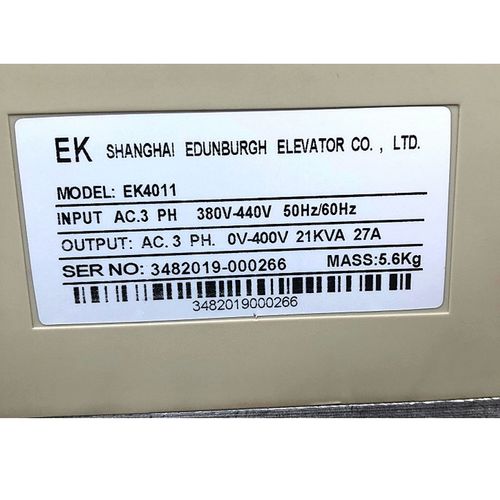 EK SHANGHAI EDUNBURGH ELEVATOR CO. , LTD.
MODEL: EK4011
INPUT AC.3 PH 380V-440V 50Hz/60Hz
OUTPUT: AC. 3 PH. 0V-400V 21KVA 27A
SER NO: 3482019-000266 MASS:5.6Kg
3482019000266